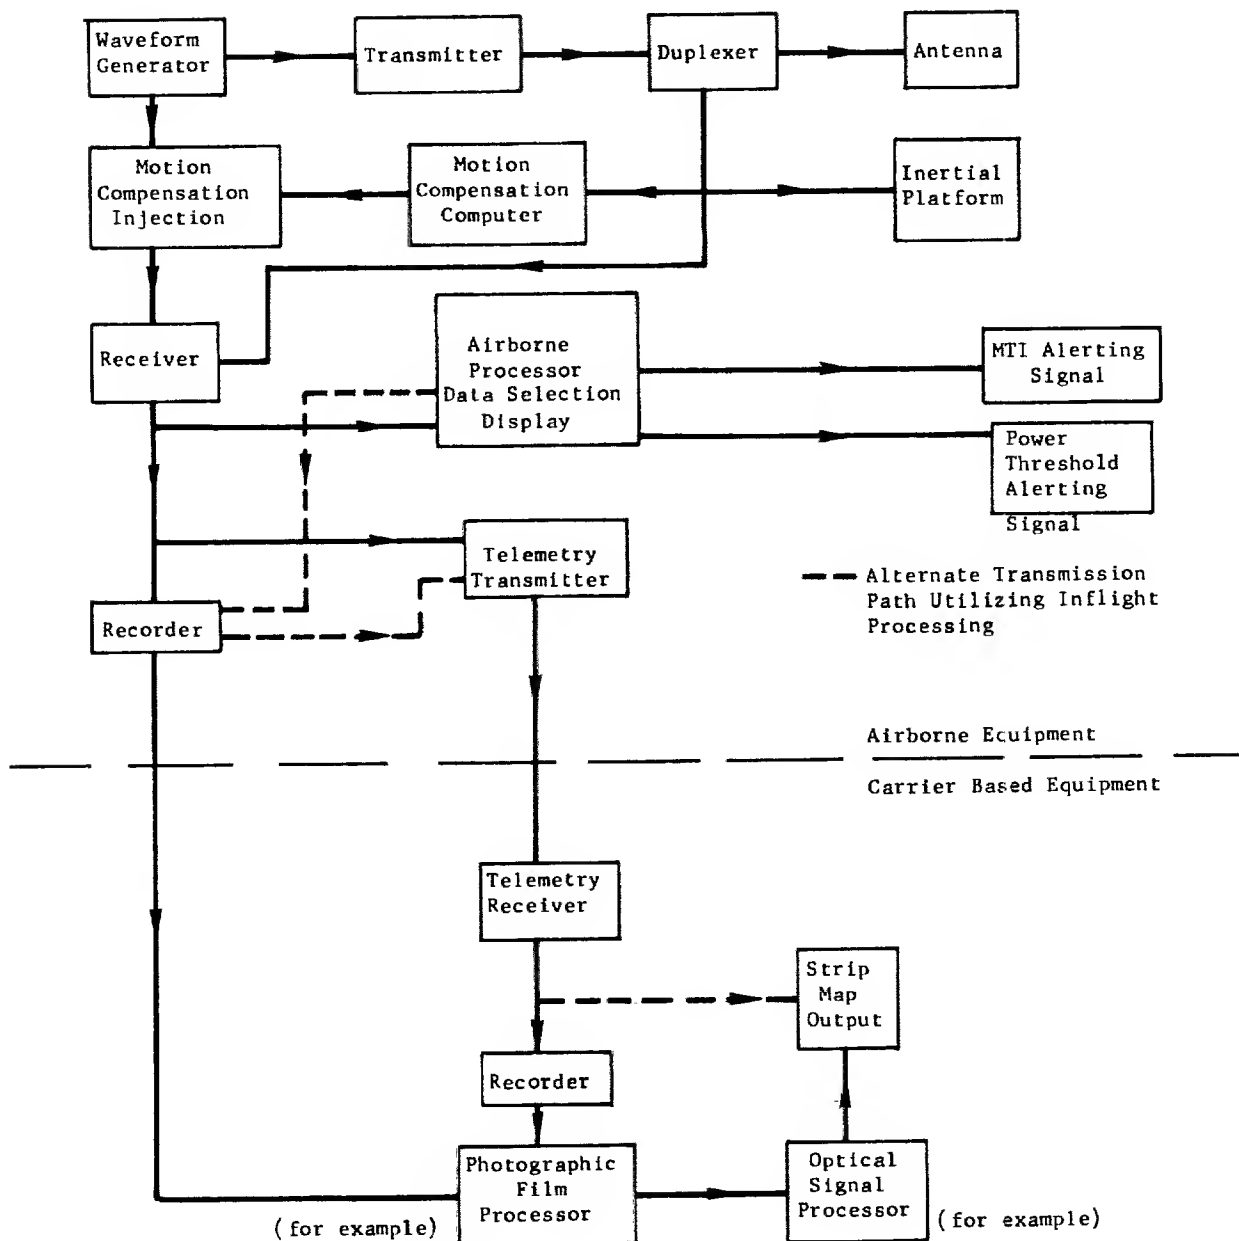 Waveform
Generator
Transmitter
Duplexer
Antenna
Motion
Compensation
Injection
Motion
Compensation
Computer
Inertial
Platform
Receiver
Airborne
Processor
Data Selection
Display
MTI Alerting
Signal
Power
Threshold
Alerting
Signal
Telemetry
Transmitter
Alternate Transmission
Path Utilizing Inflight
Processing
Recorder
Airborne Equipment
Carrier Based Equipment
Telemetry
Receiver
Strip
Map
Output
Recorder
Photographic
Film
Processor
(for example)
Optical
Signal
Processor
(for example)